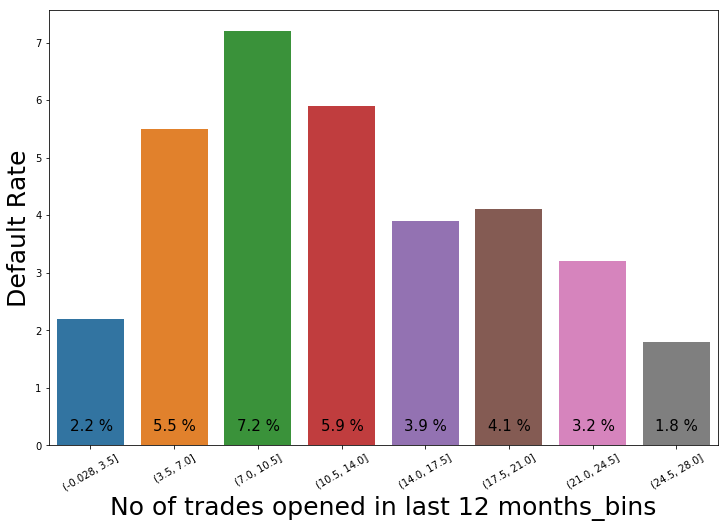 Default Rate
7
6
5
4
3
2
1
0
2.2 % 5.5 % 7.2 % 5.9 % 3.9 % 4.1 % 3.2 % 1.8 %
(-0.028, 3.5] (3.5, 7.0] (7.0, 10.5] (10.5, 14.0] (14.0, 17.5] (17.5, 21.0] (21.0, 24.5] (24.5, 28.0]
No of trades opened in last 12 months_bins